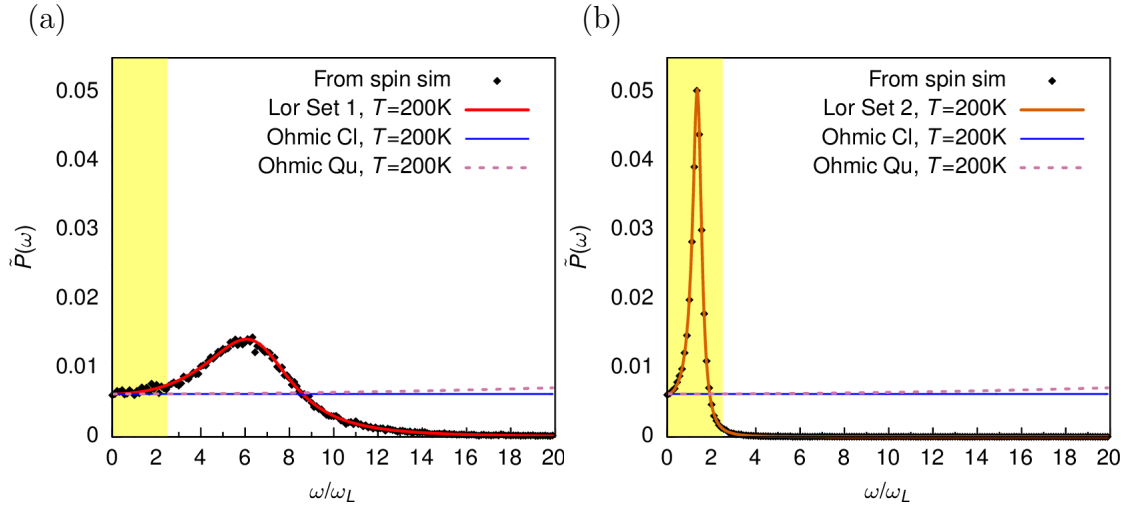 (a)
From spin sim
Lor Set 1, T=200K
Ohmic Cl, T=200K
Ohmic Qu, T=200K
0.05
0.04
0.03
0.02
0.01
0
P̃(ω)
0 2 4 6 8 10 12 14 16 18 20
ω/ω_L
(b)
From spin sim
Lor Set 2, T=200K
Ohmic Cl, T=200K
Ohmic Qu, T=200K
0.05
0.04
0.03
0.02
0.01
0
P̃(ω)
0 2 4 6 8 10 12 14 16 18 20
ω/ω_L